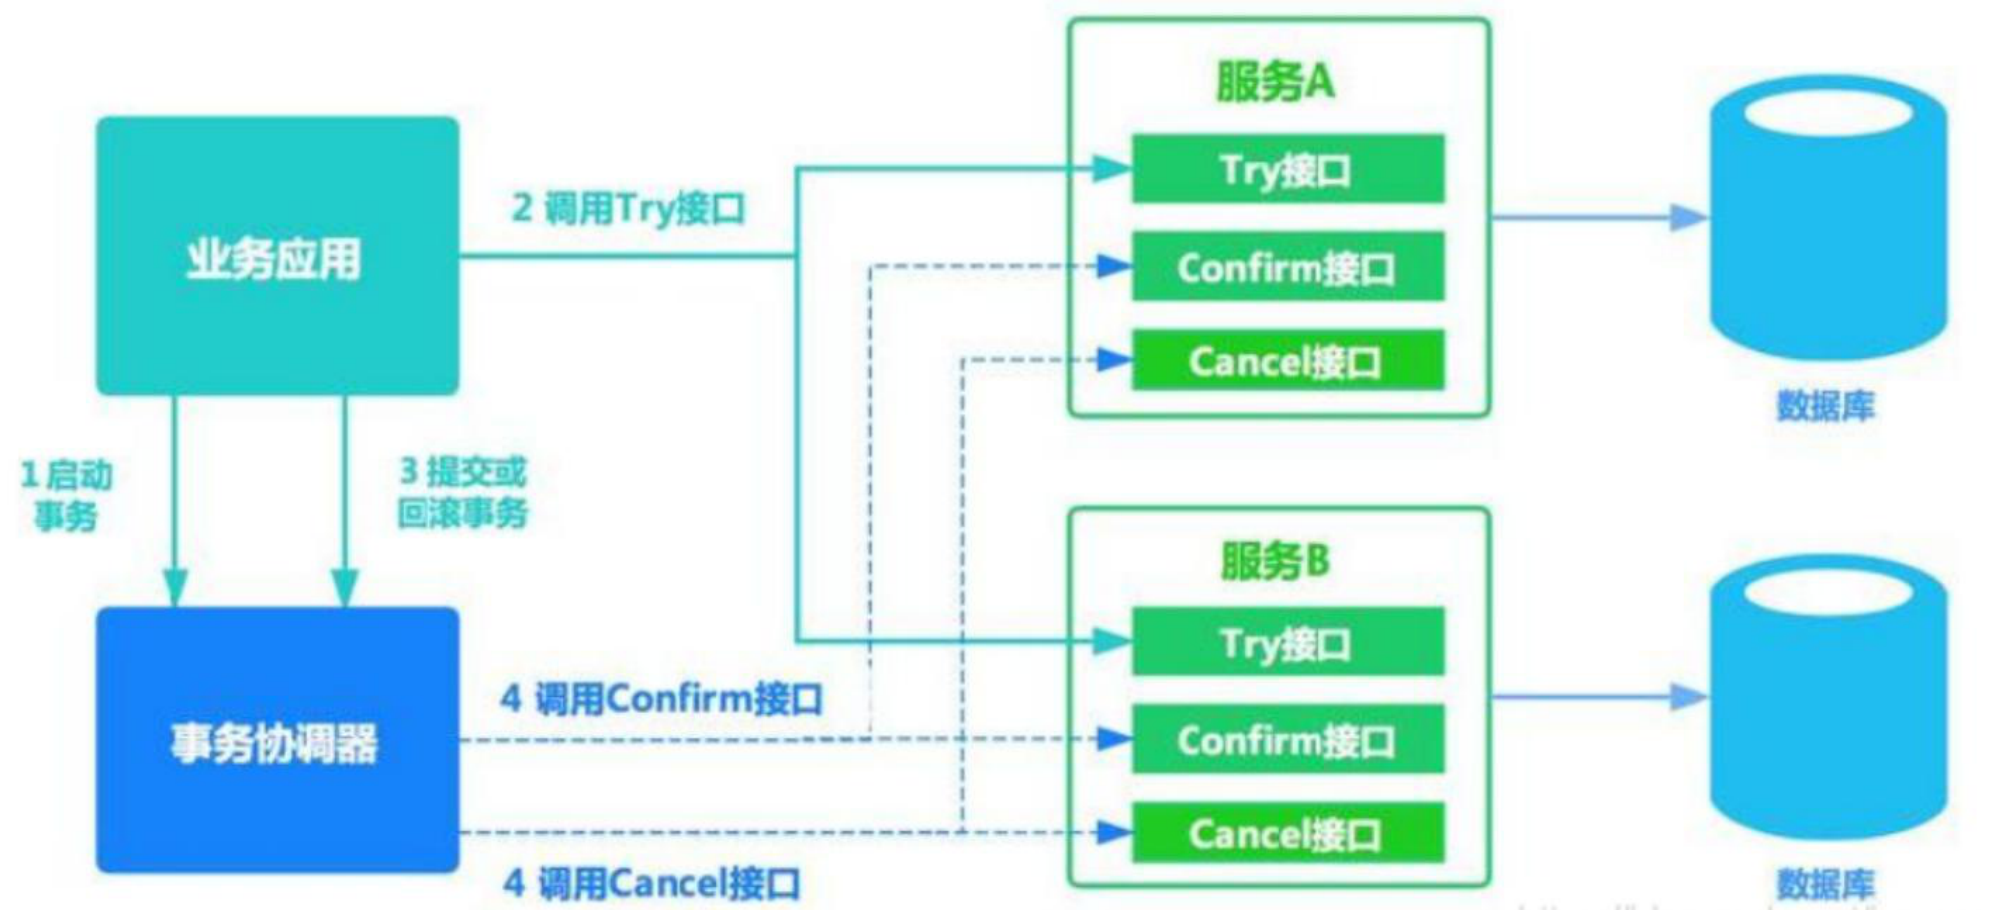 服务A
Try接口
2 调用Try接口
业务应用
Confirm接口
Cancel接口
数据库
1启动
事务
3 提交或
回滚事务
服务B
Try接口
4 调用Confirm接口
事务协调器
Confirm接口
Cancel接口
4 调用Cancel接口
数据库